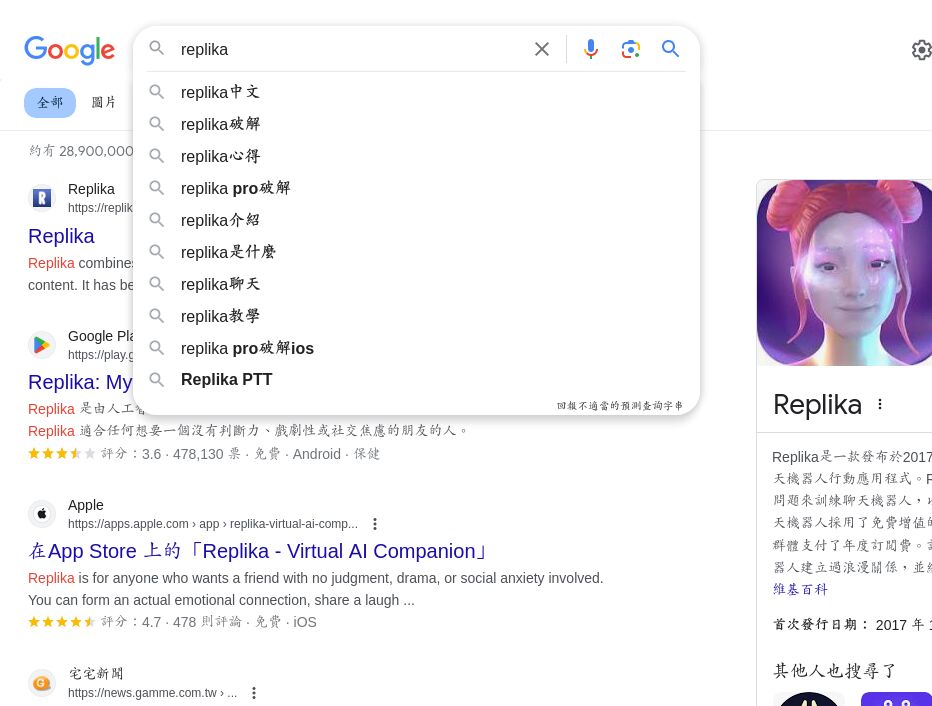 Google
replika
全部
圖片
replika中文
replika破解
replika心得
replika pro破解
replika介紹
replika是什麼
replika聊天
replika教學
replika pro破解ios
Replika PTT
回報不適當的預測查詢字串
約有 28,900,000
Replika
https://replik
Replika
Replika combines
content. It has be
Google Pla
https://play.g
Replika: My
Replika 是由人工智
Replika 適合任何想要一個沒有判斷力、戲劇性或社交焦慮的朋友的人。
評分：3.6 · 478,130 票 · 免費 · Android · 保健
Apple
https://apps.apple.com › app › replika-virtual-ai-comp...
在App Store 上的「Replika - Virtual AI Companion」
Replika is for anyone who wants a friend with no judgment, drama, or social anxiety involved.
You can form an actual emotional connection, share a laugh ...
評分：4.7 · 478 則評論 · 免費 · iOS
宅宅新聞
https://news.gamme.com.tw › ...
Replika
Replika是一款發布於2017
天機器人行動應用程式。R
問題來訓練聊天機器人，
天機器人採用了免費增值的
群體支付了年度訂閱費。
器人建立過浪漫關係，並
維基百科
首次發行日期： 2017 年 1
其他人也搜尋了